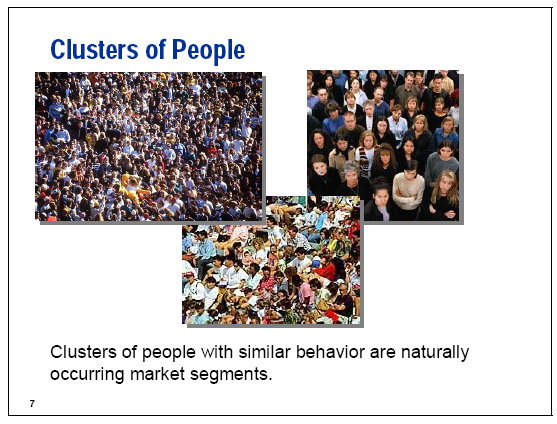 Clusters of People
Clusters of people with similar behavior are naturally
occurring market segments.
7